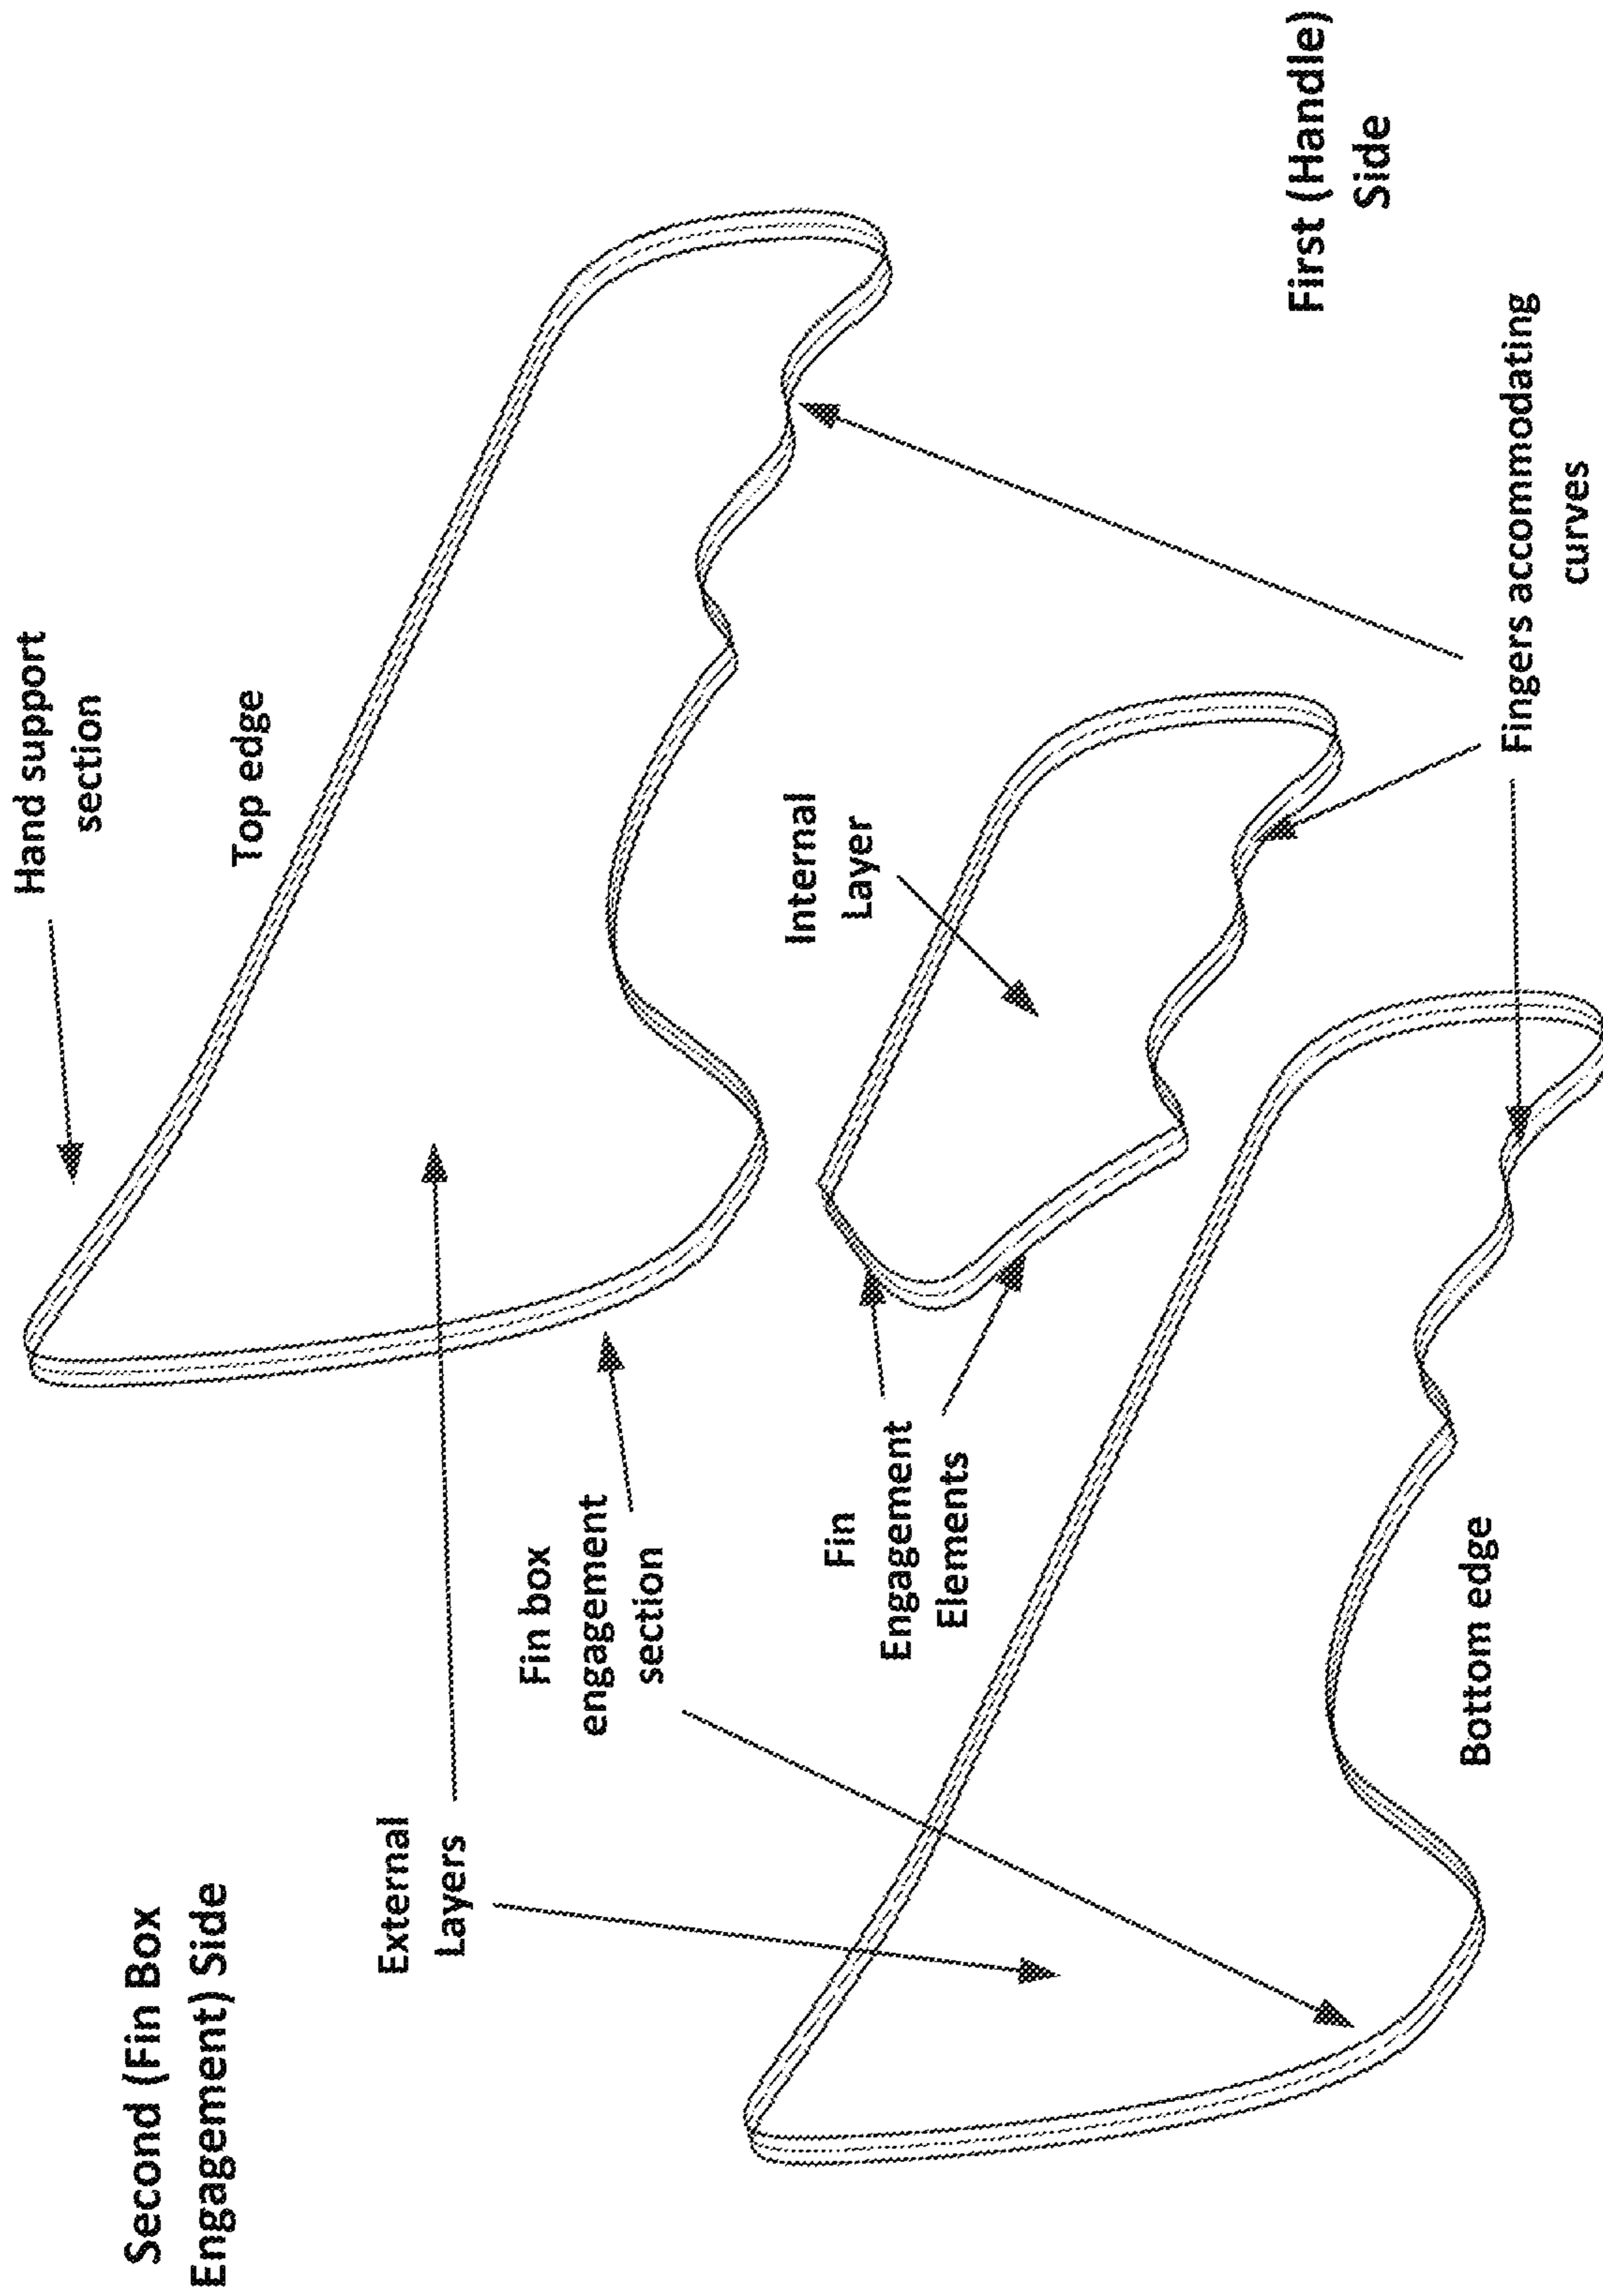 Second (Fin Box
Engagement) Side
Hand support
section
Top edge
External
Layers
Fin box
engagement
section
Internal
Layer
Fin
Engagement
Elements
First (Handle)
Side
Bottom edge
Fingers accommodating
curves